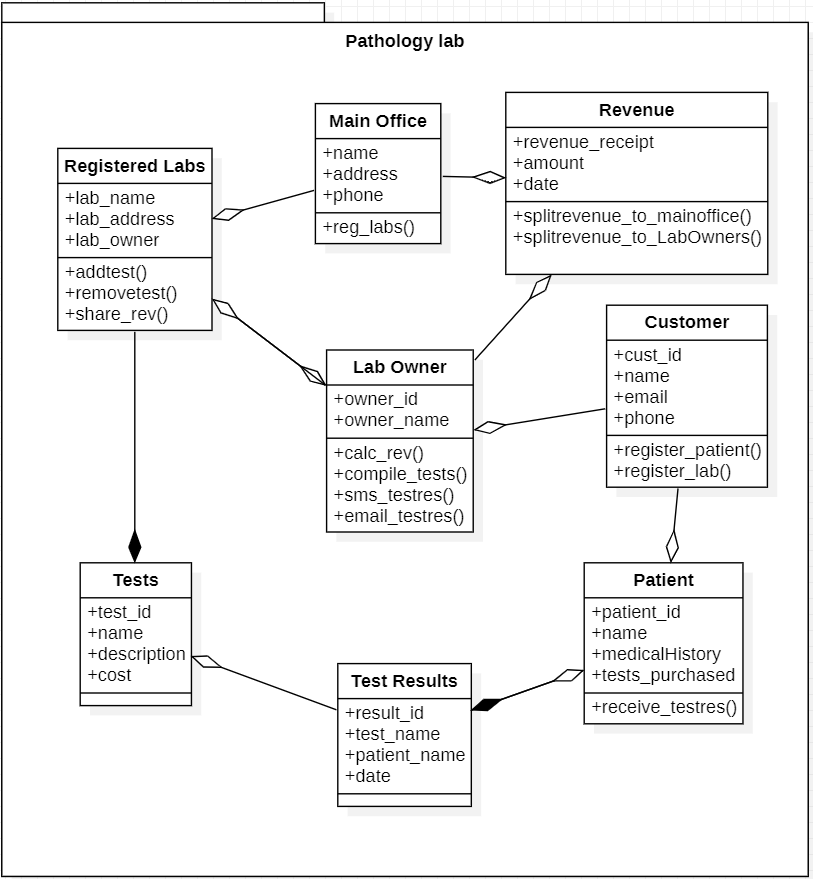 Pathology lab
Main Office
+name
+address
+phone
+reg_labs()
Revenue
+revenue_receipt
+amount
+date
+splitrevenue_to_mainoffice()
+splitrevenue_to_LabOwners()
Registered Labs
+lab_name
+lab_address
+lab_owner
+addtest()
+removetest()
+share_rev()
Lab Owner
+owner_id
+owner_name
+calc_rev()
+compile_tests()
+sms_testres()
+email_testres()
Customer
+cust_id
+name
+email
+phone
+register_patient()
+register_lab()
Tests
+test_id
+name
+description
+cost
Test Results
+result_id
+test_name
+patient_name
+date
Patient
+patient_id
+name
+medicalHistory
+tests_purchased
+receive_testres()